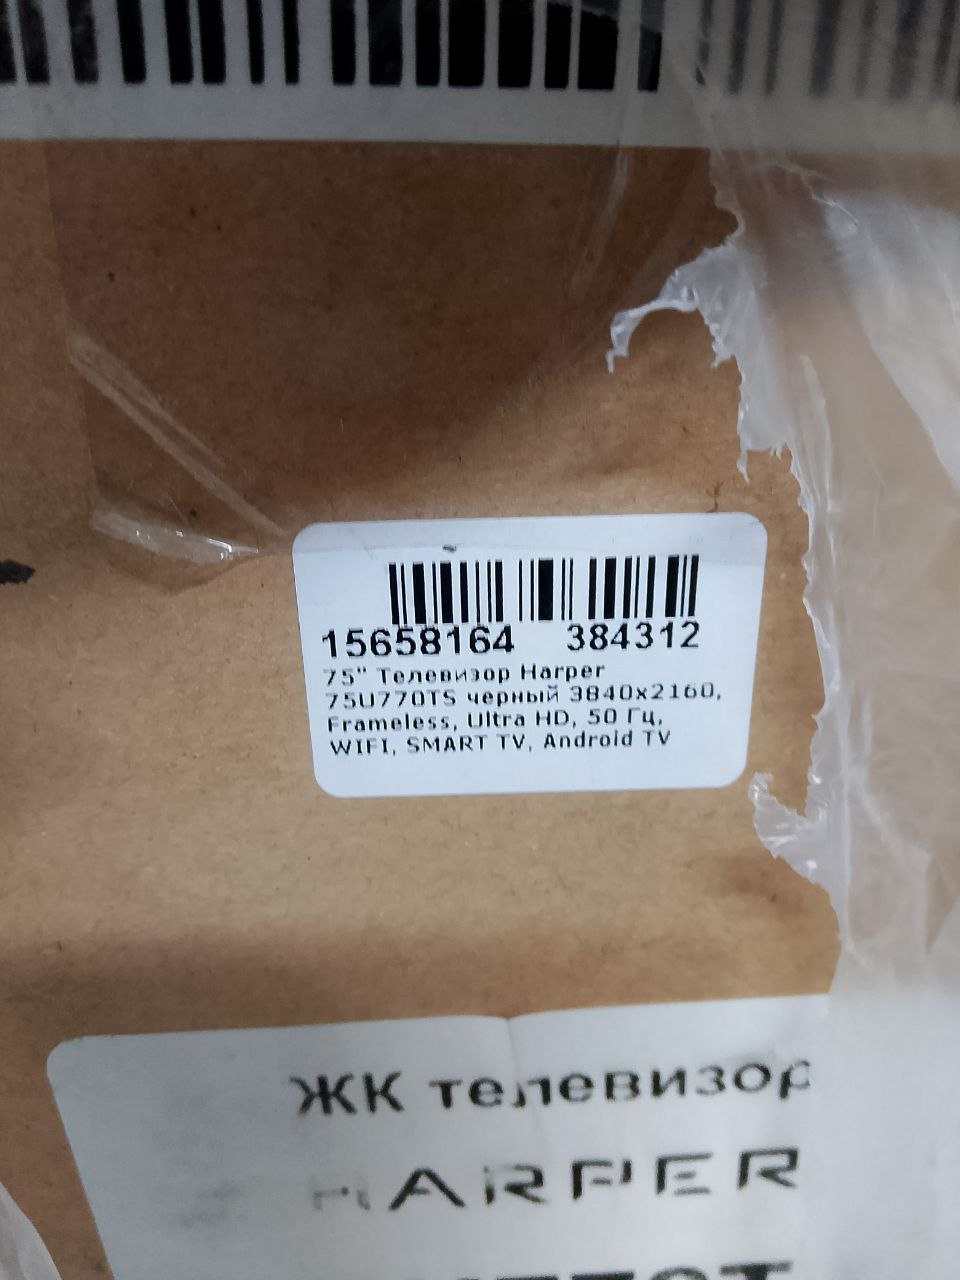 15658164 384312
75" Телевизор Harper
75U770TS черный 3840x2160,
Frameless, Ultra HD, 50 Гц,
WIFI, SMART TV, Android TV
ЖК телевизор
HARPER